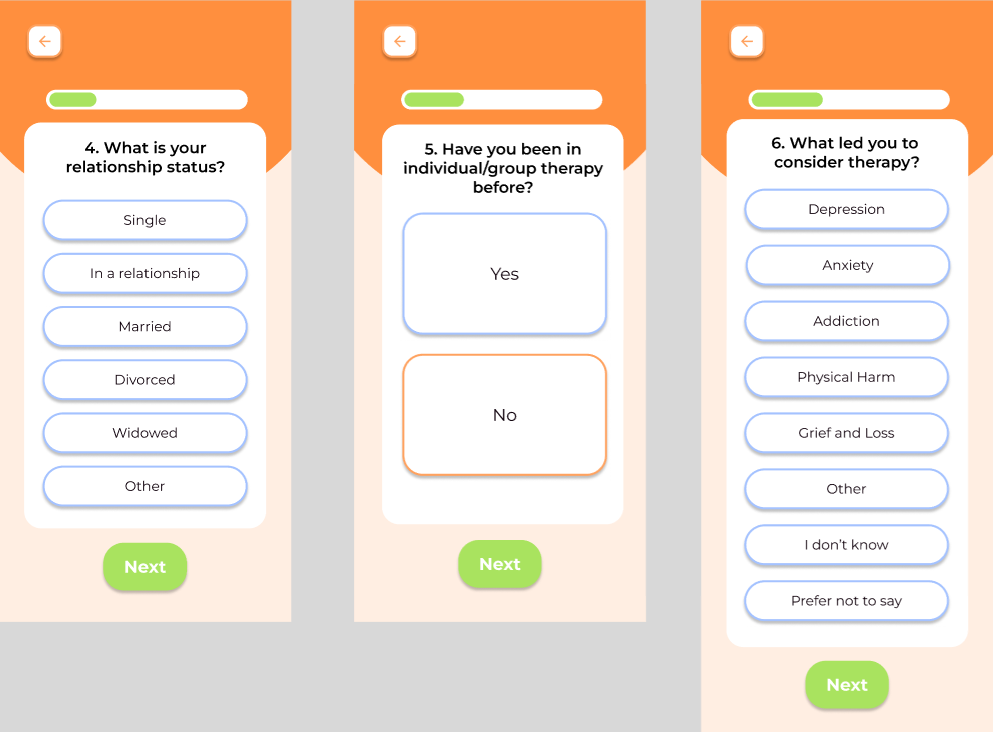 4. What is your
relationship status?
Single
In a relationship
Married
Divorced
Widowed
Other
Next
5. Have you been in
individual/group therapy
before?
Yes
No
Next
6. What led you to
consider therapy?
Depression
Anxiety
Addiction
Physical Harm
Grief and Loss
Other
I don't know
Prefer not to say
Next